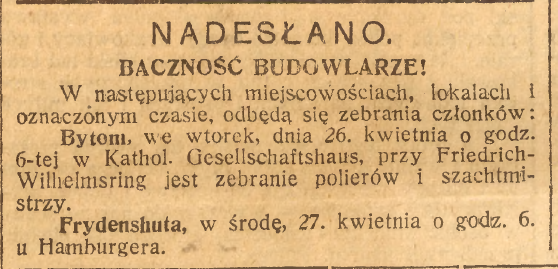 NADESŁANO.
BACZNOŚĆ BUDOWLARZE!
W następujących miejscowościach, lokalach i
oznaczonym czasie, odbędą się zebrania członków:
Bytom, we wtorek, dnia 26. kwietnia o godz.
6-tej w Kathol. Gesellschaftshaus, przy Friedrich-
Wilhelmsring jest zebranie polierów i szachtmi-
strzy.
Frydenshuta, w środę, 27. kwietnia o godz. 6.
u Hamburgera.